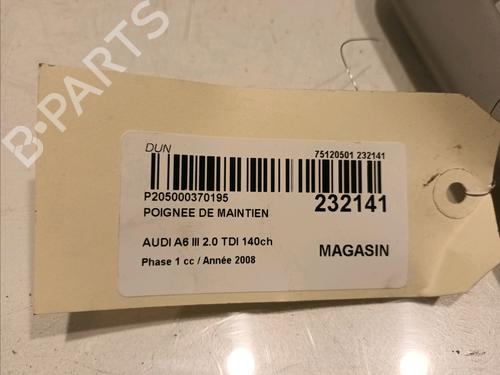 B-PARTS
DUN
75120501 232141
P205000370195
232141
POIGNEE DE MAINTIEN
AUDI A6 III 2.0 TDI 140ch
MAGASIN
Phase 1 cc / Année 2008